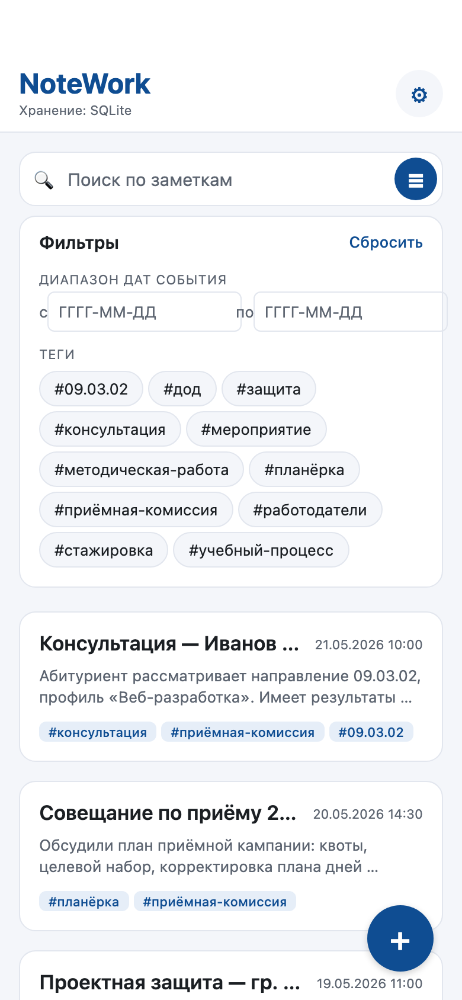 NoteWork
Хранение: SQLite
Поиск по заметкам
Фильтры Сбросить
ДИАПАЗОН ДАТ СОБЫТИЯ
с ГГГГ-ММ-ДД по ГГГГ-ММ-ДД
ТЕГИ
#09.03.02 #дод #защита
#консультация #мероприятие
#методическая-работа #планёрка
#приёмная-комиссия #работодатели
#стажировка #учебный-процесс
Консультация — Иванов ... 21.05.2026 10:00
Абитуриент рассматривает направление 09.03.02,
профиль «Веб-разработка». Имеет результаты ...
#консультация #приёмная-комиссия #09.03.02
Совещание по приёму 2... 20.05.2026 14:30
Обсудили план приёмной кампании: квоты,
целевой набор, корректировка плана дней ...
#планёрка #приёмная-комиссия
+
Проектная защита — гр. ... 19.05.2026 11:00